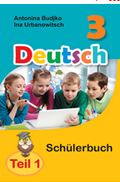 Antonina Budjko
Ina Urbanowitsch
3
Deutsch
Schülerbuch
Teil 1